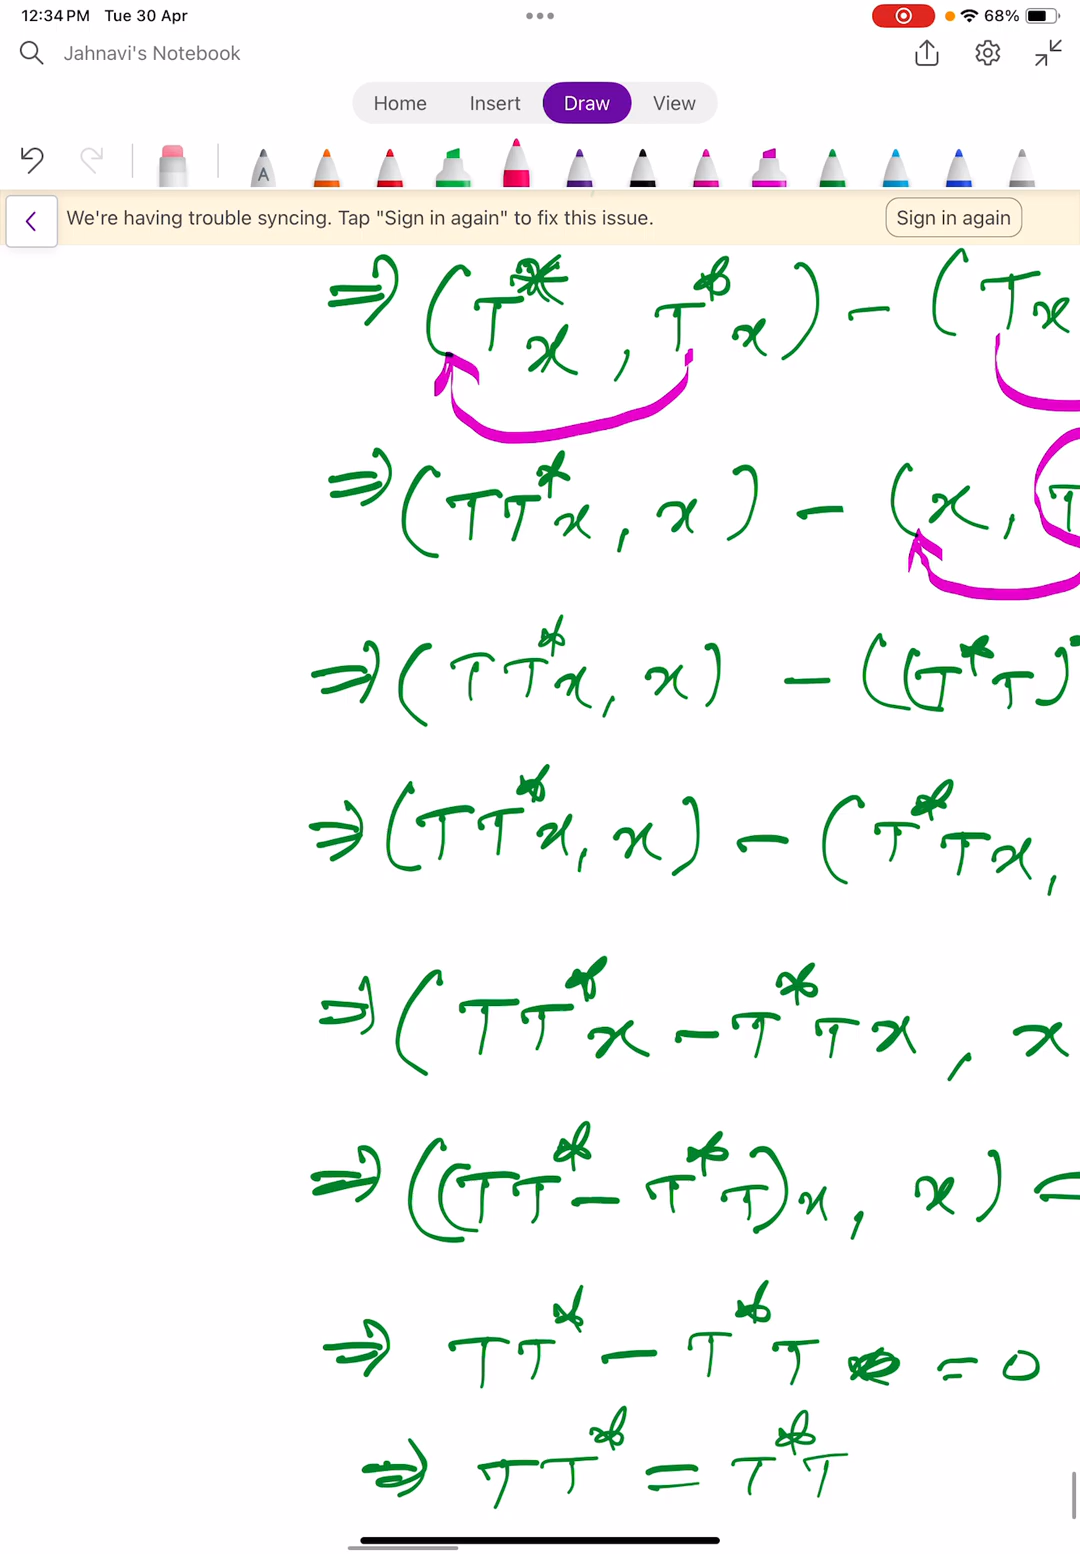 12:34 PM Tue 30 Apr 68%
Jahnavi's Notebook
Home Insert Draw View
A
We're having trouble syncing. Tap "Sign in again" to fix this issue. Sign in again
⇒ (T* x, T* x) − (Tx
⇒ (TT* x, x) − (x, T
⇒ (TT* x, x) − ((T* T)*
⇒ (TT* x, x) − (T* Tx,
⇒ (TT* x − T* Tx, x
⇒ ((TT* − T* T)x, x) =
⇒ TT* − T* T = 0
⇒ TT* = T* T